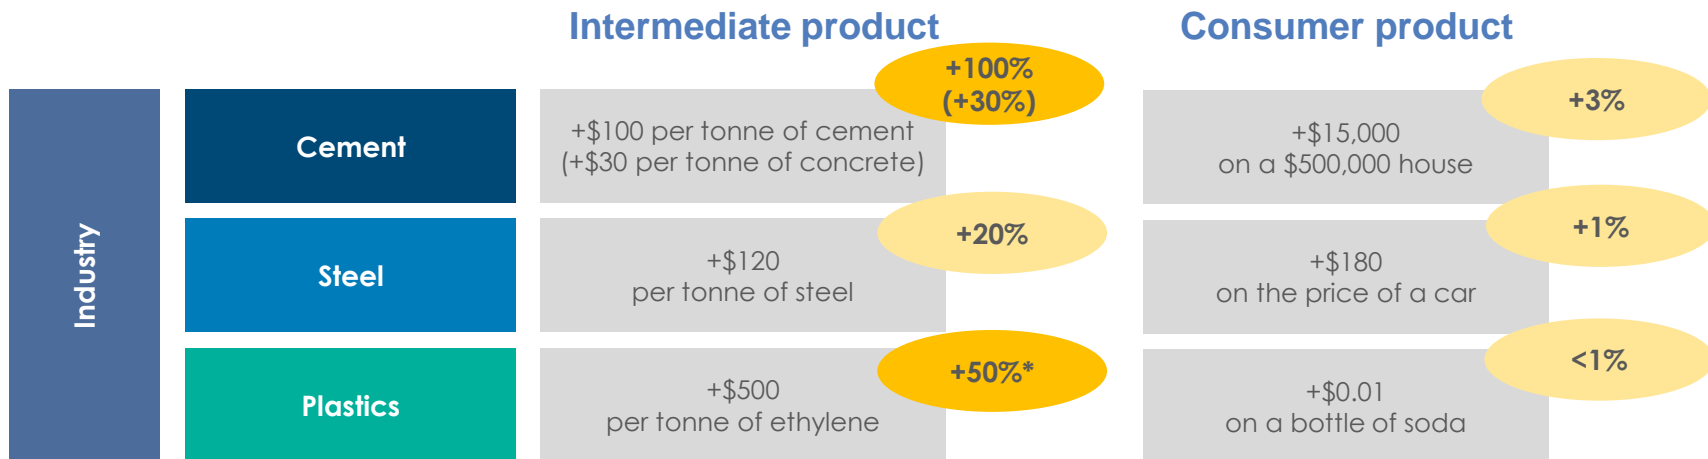 Intermediate product
Consumer product
Industry
Cement
+$100 per tonne of cement
(+$30 per tonne of concrete)
+100%
(+30%)
+$15,000
on a $500,000 house
+3%
Steel
+$120
per tonne of steel
+20%
+$180
on the price of a car
+1%
Plastics
+$500
per tonne of ethylene
+50%*
+$0.01
on a bottle of soda
<1%